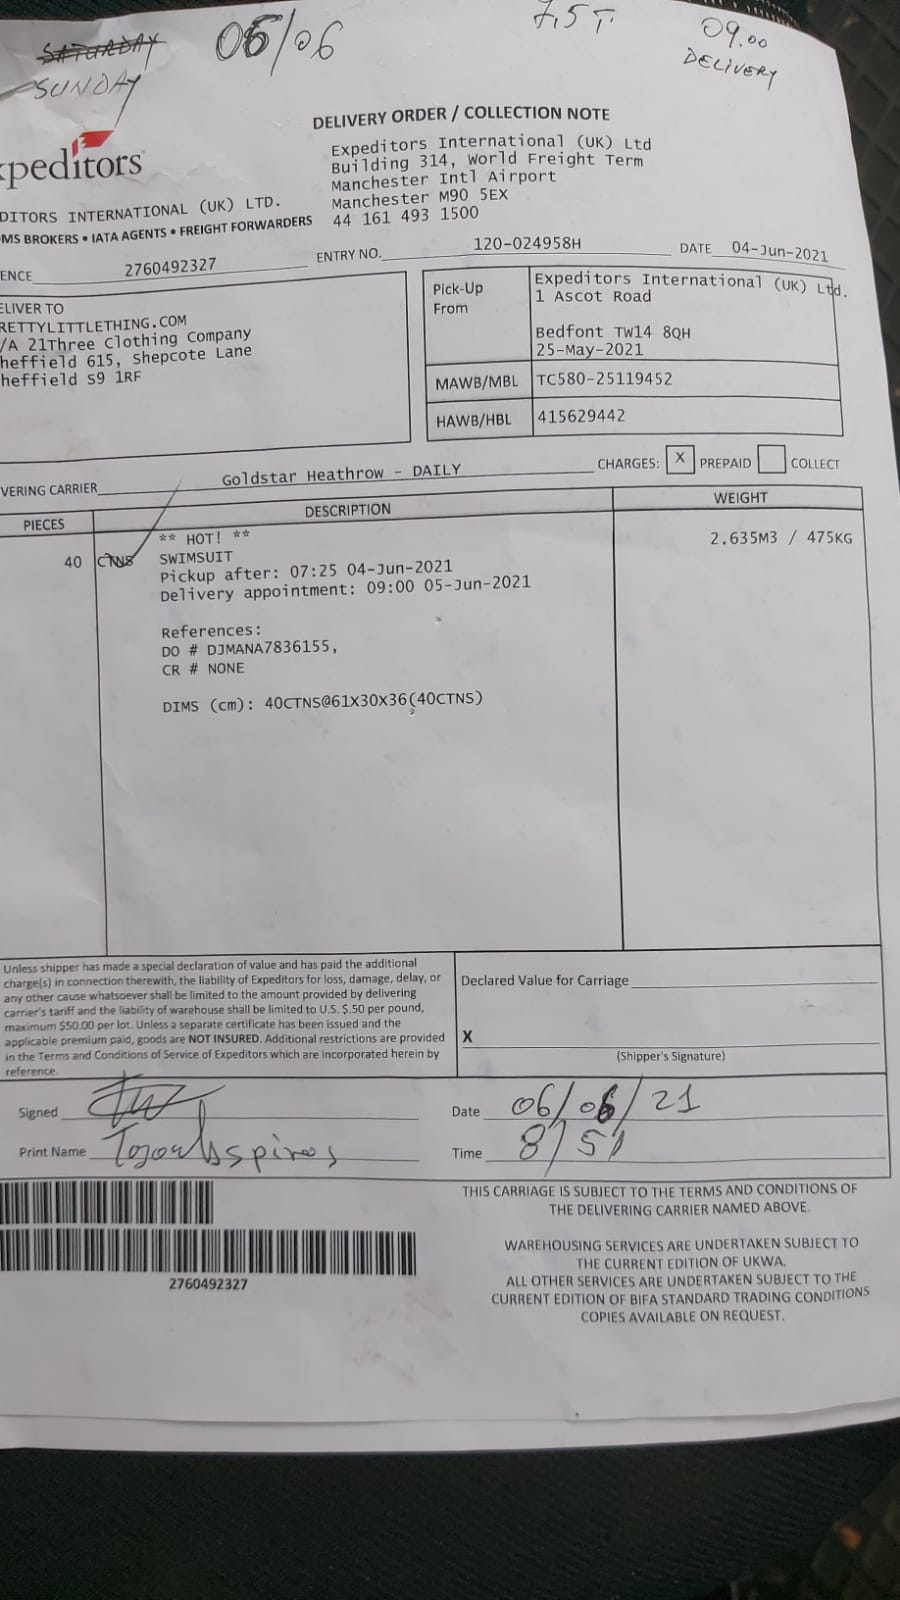 SATURDAY 06/06 7,5T 09.00
SUNDAY DELIVERY
DELIVERY ORDER / COLLECTION NOTE
xpeditors
Expeditors International (UK) Ltd
Building 314, World Freight Term
Manchester Intl Airport
Manchester M90 5EX
44 161 493 1500
DITORS INTERNATIONAL (UK) LTD.
MS BROKERS • IATA AGENTS • FREIGHT FORWARDERS
ENCE 2760492327 ENTRY NO. 120-024958H DATE 04-Jun-2021
ELIVER TO
RETTYLITTLETHING.COM
/A 21Three Clothing Company
heffield 615, Shepcote Lane
heffield S9 1RF
Pick-Up From
Expeditors International (UK) Ltd.
1 Ascot Road
Bedfont TW14 8QH
25-May-2021
MAWB/MBL TC580-25119452
HAWB/HBL 415629442
VERING CARRIER Goldstar Heathrow - DAILY CHARGES: X PREPAID COLLECT
PIECES DESCRIPTION WEIGHT
** HOT! ** 2.635M3 / 475KG
40 CTNS SWIMSUIT
Pickup after: 07:25 04-Jun-2021
Delivery appointment: 09:00 05-Jun-2021
References:
DO # DJMANA7836155,
CR # NONE
DIMS (cm): 40CTNS@61X30X36(40CTNS)
Unless shipper has made a special declaration of value and has paid the additional
charge(s) in connection therewith, the liability of Expeditors for loss, damage, delay, or
any other cause whatsoever shall be limited to the amount provided by delivering
carrier's tariff and the liability of warehouse shall be limited to U.S. $.50 per pound,
maximum $50.00 per lot. Unless a separate certificate has been issued and the
applicable premium paid, goods are NOT INSURED. Additional restrictions are provided
in the Terms and Conditions of Service of Expeditors which are incorporated herein by
reference.
Declared Value for Carriage
X
(Shipper's Signature)
Signed
Date 06/06/21
Print Name
Time 8/51
THIS CARRIAGE IS SUBJECT TO THE TERMS AND CONDITIONS OF
THE DELIVERING CARRIER NAMED ABOVE.
WAREHOUSING SERVICES ARE UNDERTAKEN SUBJECT TO
THE CURRENT EDITION OF UKWA.
ALL OTHER SERVICES ARE UNDERTAKEN SUBJECT TO THE
CURRENT EDITION OF BIFA STANDARD TRADING CONDITIONS
COPIES AVAILABLE ON REQUEST.
2760492327